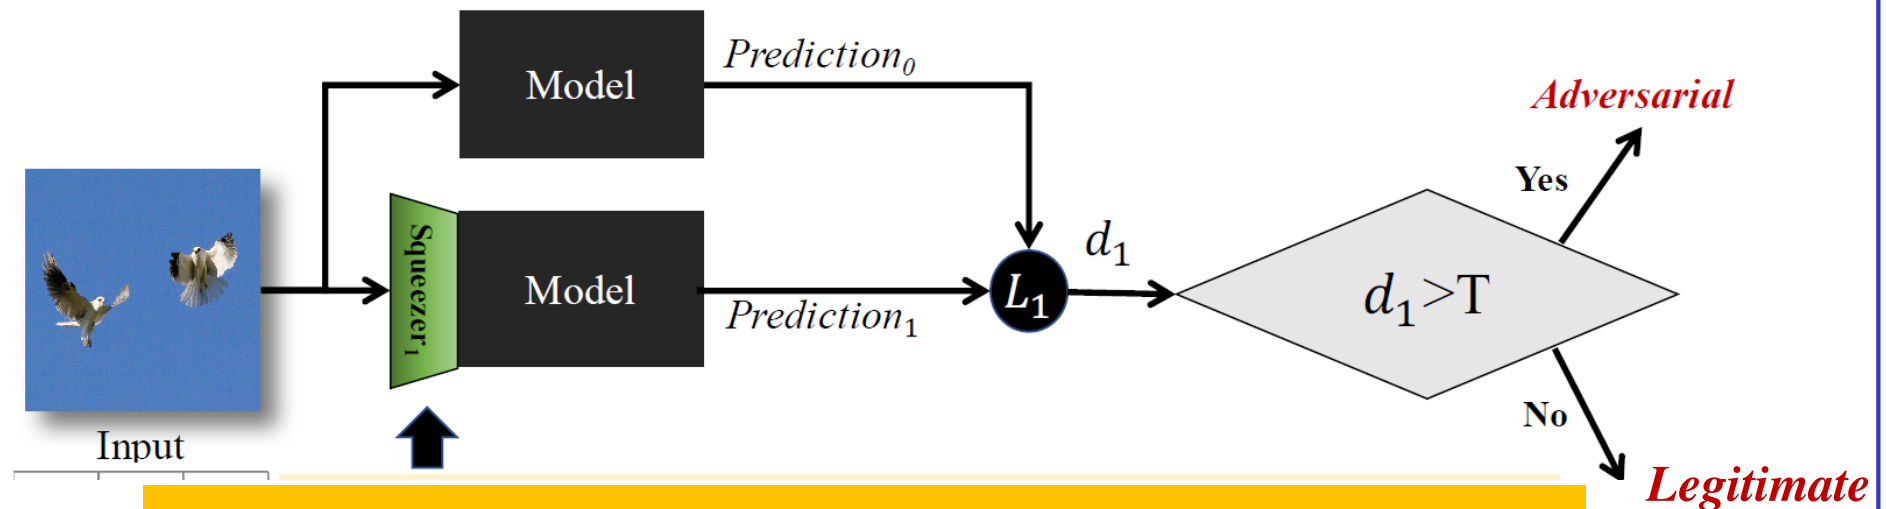 Model
Prediction₀
Adversarial
Yes
Squeezer₁
Model
Prediction₁
L₁
d₁
d₁>T
No
Input
Legitimate